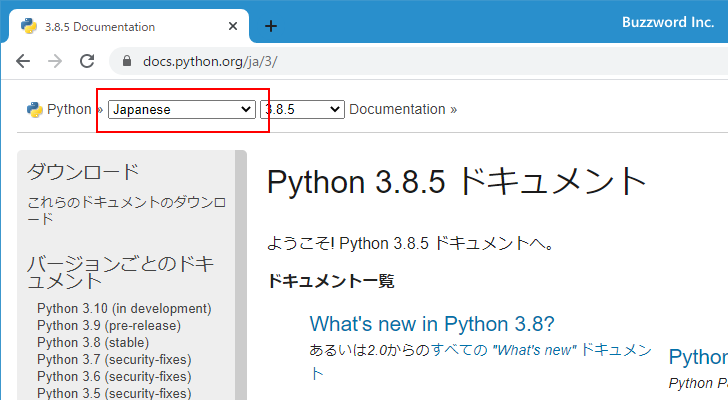 3.8.5 Documentation
Buzzword Inc.
docs.python.org/ja/3/
Python » Japanese 3.8.5 Documentation »
ダウンロード
これらのドキュメントのダウンロ
ード
バージョンごとのドキ
ュメント
Python 3.10 (in development)
Python 3.9 (pre-release)
Python 3.8 (stable)
Python 3.7 (security-fixes)
Python 3.6 (security-fixes)
Python 3.5 (security-fixes)
Python 3.8.5 ドキュメント
ようこそ! Python 3.8.5 ドキュメントへ。
ドキュメント一覧
What's new in Python 3.8?
あるいは2.0からのすべての "What's new" ドキュメン
ト
Python
Python Pa